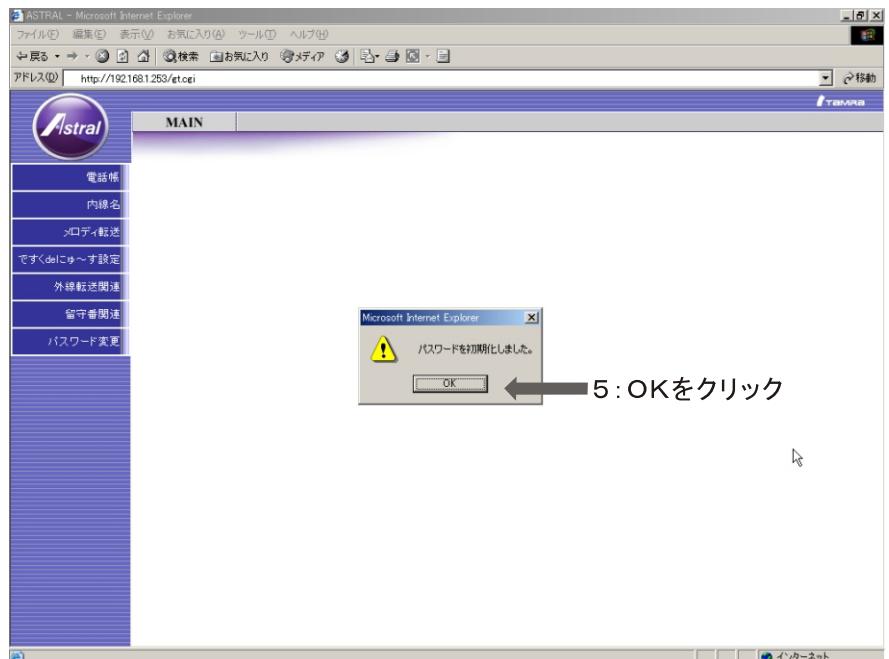 ASTRAL - Microsoft Internet Explorer
ファイル(F) 編集(E) 表示(V) お気に入り(A) ツール(T) ヘルプ(H)
戻る 検索 お気に入り メディア
アドレス(D) http://192.168.1.253/gt.cgi 移動
TAMRA
Astral
MAIN
電話帳
内線名
メロディ転送
ですくdelにゅ～す設定
外線転送関連
留守番関連
パスワード変更
Microsoft Internet Explorer
パスワードを初期化しました。
OK
5：OKをクリック
インターネット